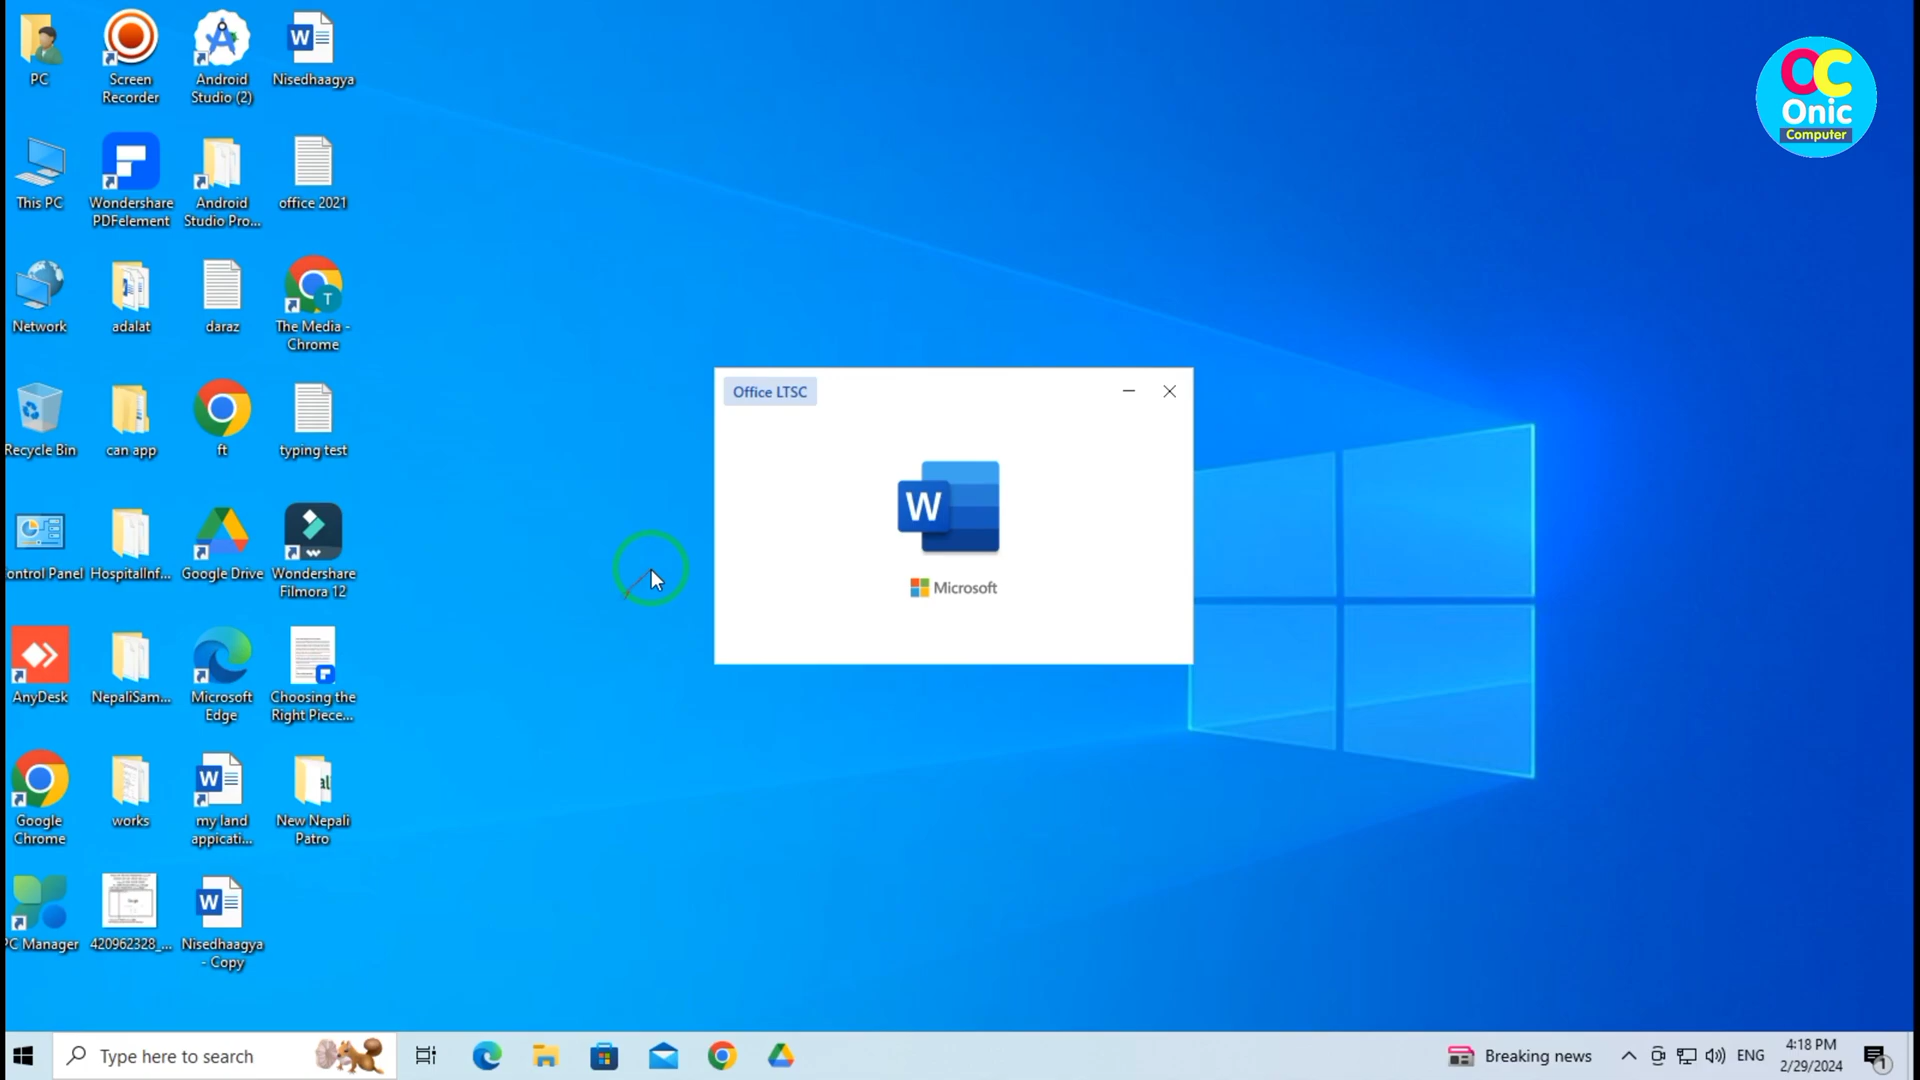 PC
Screen
Recorder
Android
Studio (2)
W
Nisedhaagya
OC
Onic
Computer
This PC
Wondershare
PDFelement
Android
Studio Pro...
office 2021
Network
adalat
daraz
T
The Media -
Chrome
Office LTSC
Recycle Bin
can app
ft
typing test
W
Microsoft
ontrol Panel
HospitalInf...
Google Drive
Wondershare
Filmora 12
AnyDesk
NepaliSam...
Microsoft
Edge
Choosing the
Right Piece...
Google
Chrome
works
W
my land
appicati...
al
New Nepali
Patro
PC Manager
420962328_...
W
Nisedhaagya
- Copy
Type here to search
Breaking news
ENG
4:18 PM
2/29/2024
1